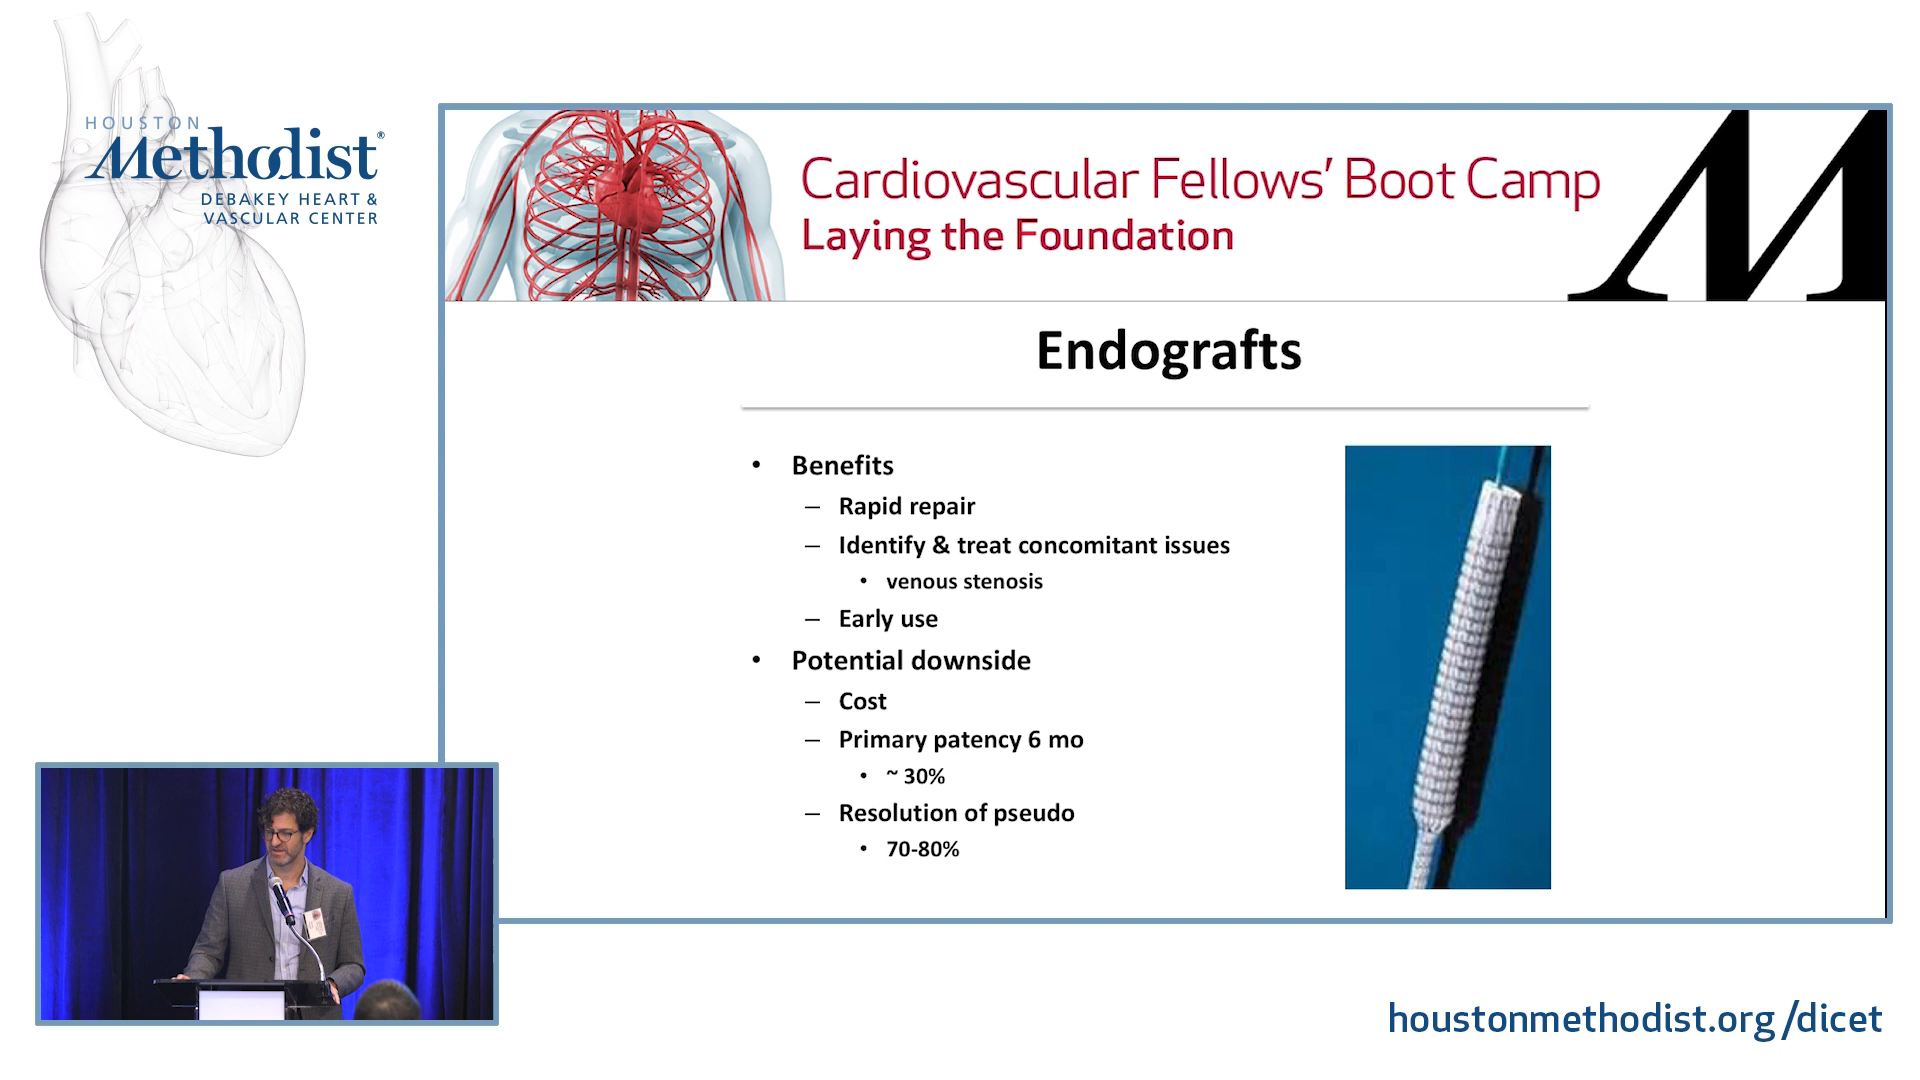 HOUSTON
Methodist®
DEBAKEY HEART &
VASCULAR CENTER
Cardiovascular Fellows' Boot Camp
Laying the Foundation
M
Endografts
• Benefits
– Rapid repair
– Identify & treat concomitant issues
• venous stenosis
– Early use
• Potential downside
– Cost
– Primary patency 6 mo
• ~ 30%
– Resolution of pseudo
• 70-80%
houstonmethodist.org/dicet